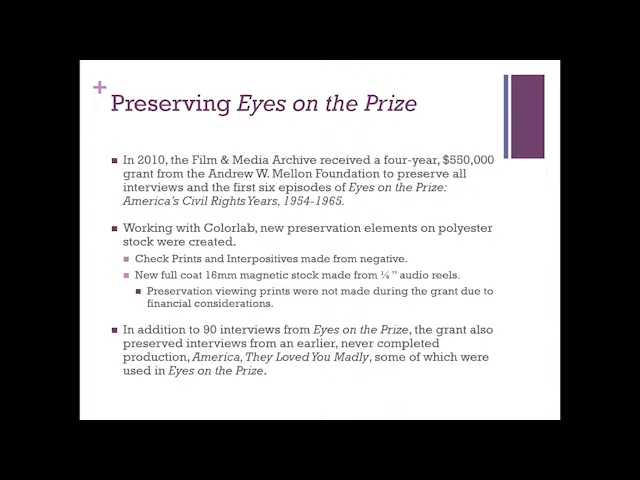 +
Preserving Eyes on the Prize
In 2010, the Film & Media Archive received a four-year, $550,000
grant from the Andrew W. Mellon Foundation to preserve all
interviews and the first six episodes of Eyes on the Prize:
America's Civil Rights Years, 1954-1965.
Working with Colorlab, new preservation elements on polyester
stock were created.
Check Prints and Interpositives made from negative.
New full coat 16mm magnetic stock made from ¼ " audio reels.
Preservation viewing prints were not made during the grant due to
financial considerations.
In addition to 90 interviews from Eyes on the Prize, the grant also
preserved interviews from an earlier, never completed
production, America, They Loved You Madly, some of which were
used in Eyes on the Prize.